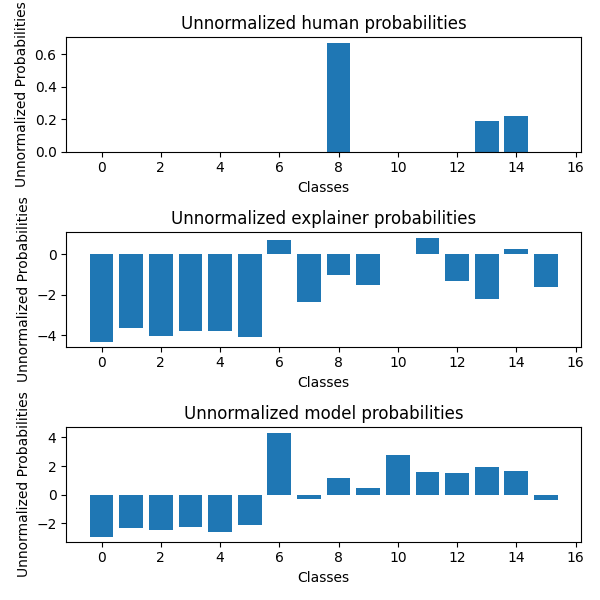 Unnormalized human probabilities
Unnormalized Probabilities
0.6
0.4
0.2
0.0
0 2 4 6 8 10 12 14 16
Classes
Unnormalized explainer probabilities
Unnormalized Probabilities
0
−2
−4
0 2 4 6 8 10 12 14 16
Classes
Unnormalized model probabilities
Unnormalized Probabilities
4
2
0
−2
0 2 4 6 8 10 12 14 16
Classes